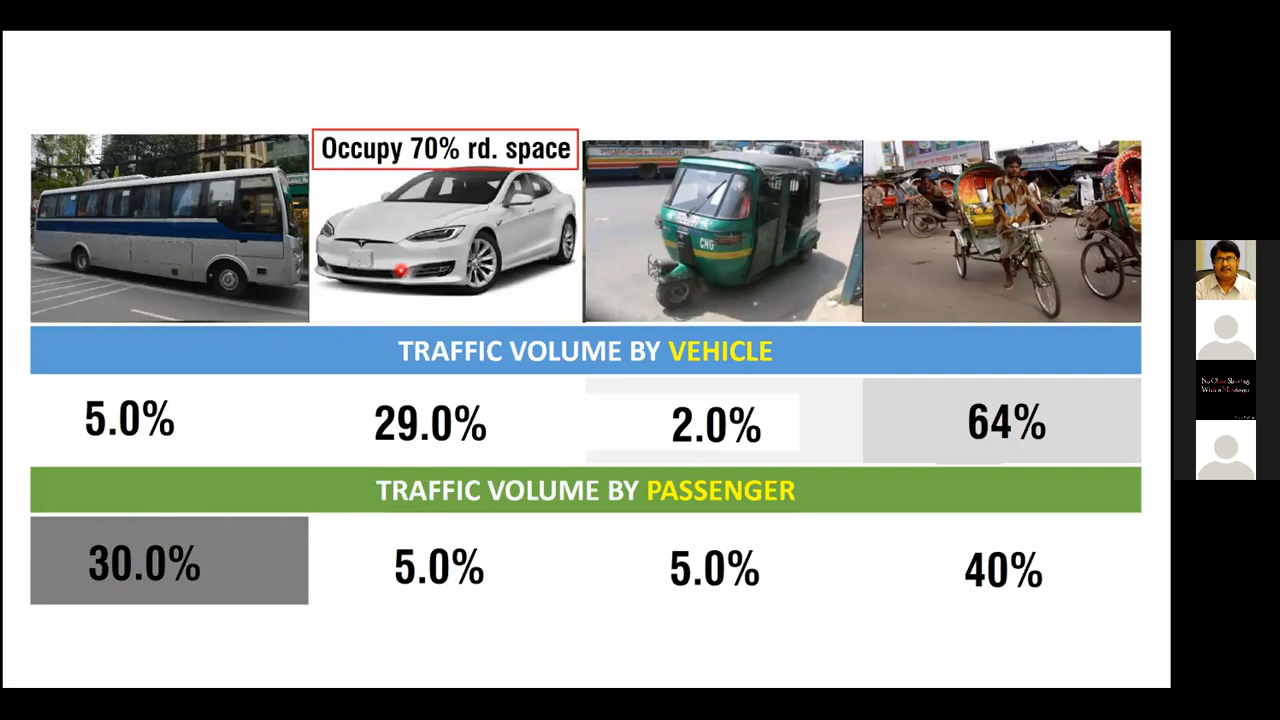 Occupy 70% rd. space
CNG
TRAFFIC VOLUME BY VEHICLE
5.0% 29.0% 2.0% 64%
TRAFFIC VOLUME BY PASSENGER
30.0% 5.0% 5.0% 40%